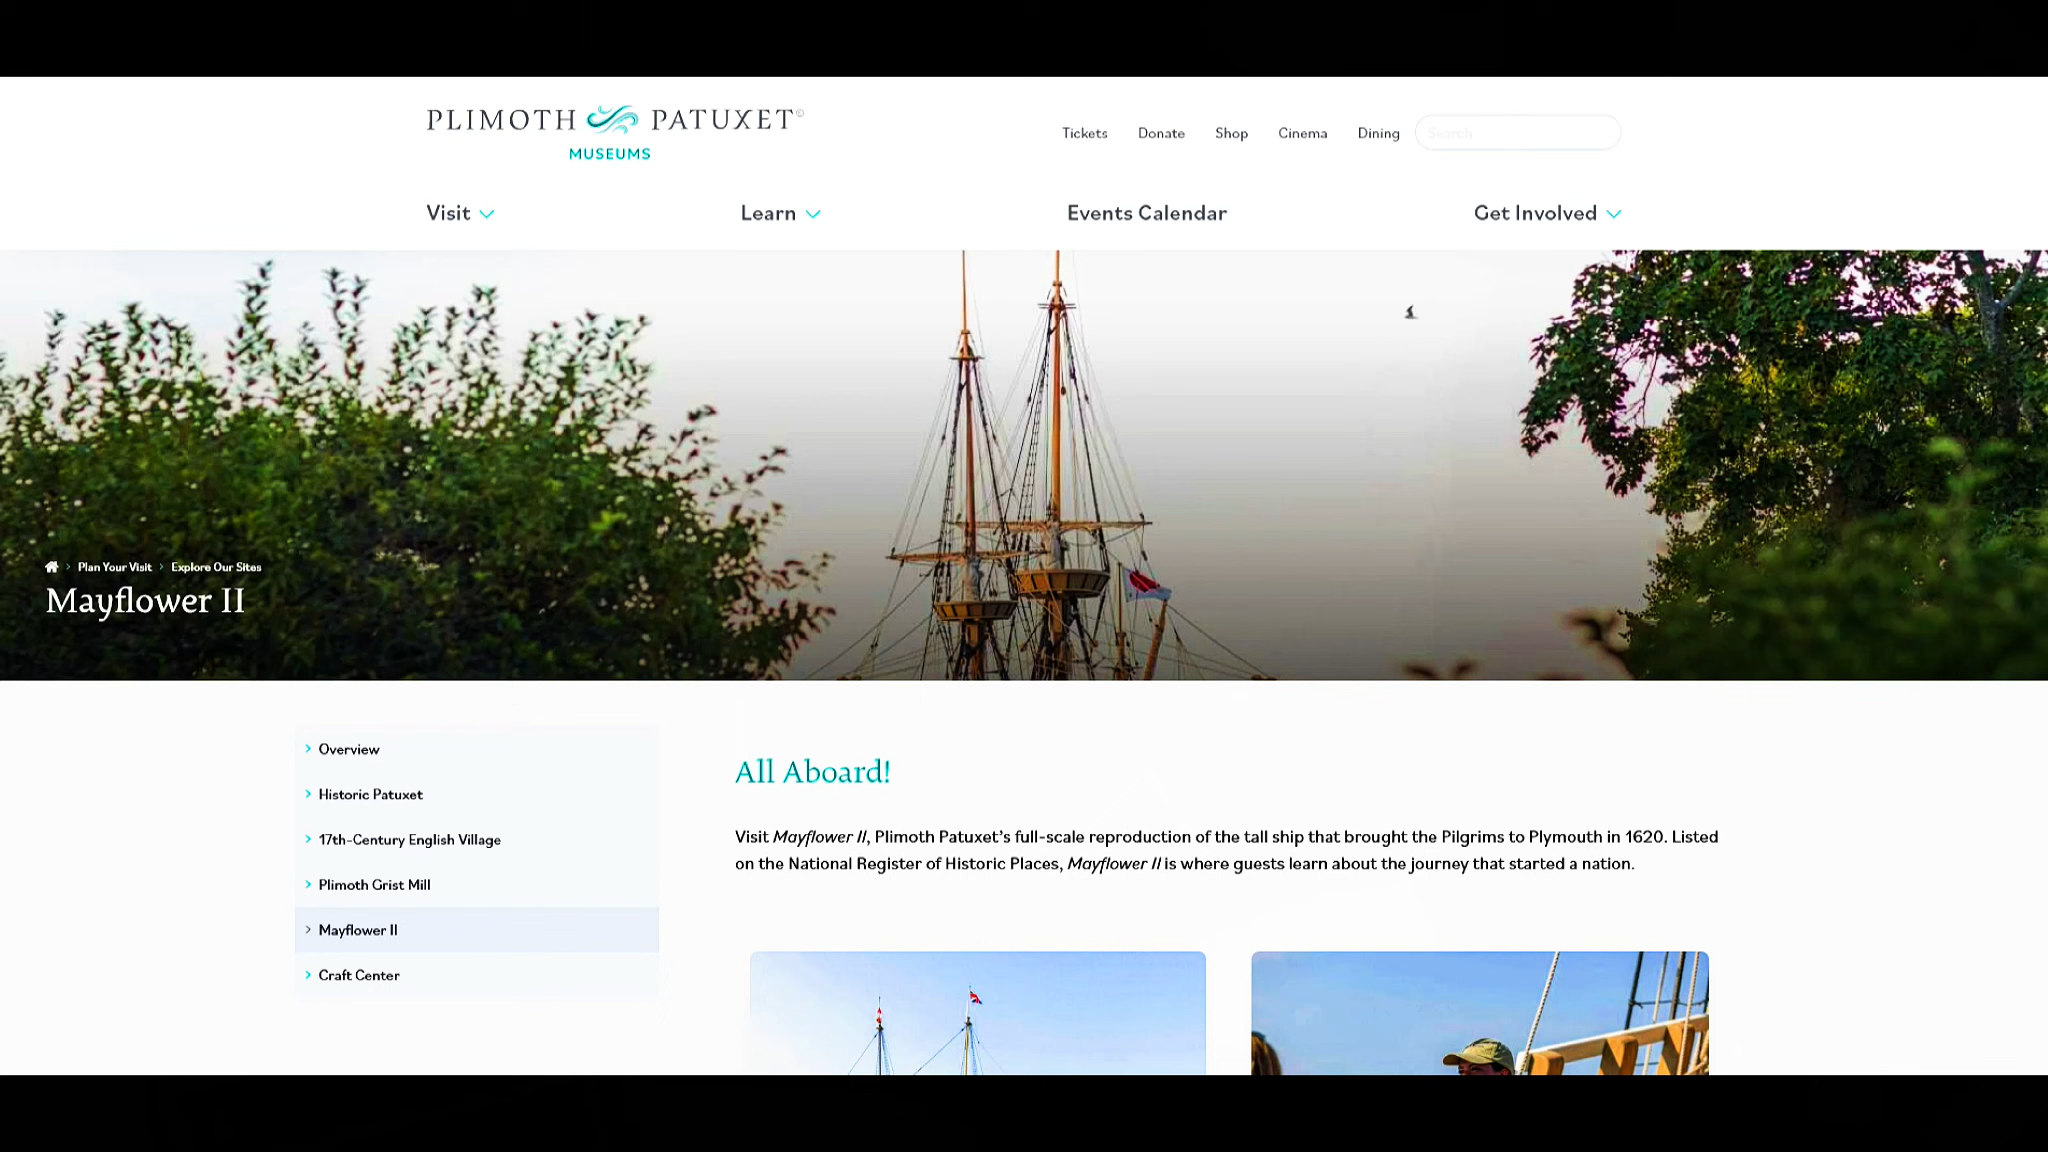 PLIMOTH PATUXET©
MUSEUMS
Tickets Donate Shop Cinema Dining Search
Visit Learn Events Calendar Get Involved
Plan Your Visit > Explore Our Sites
Mayflower II
> Overview
> Historic Patuxet
> 17th-Century English Village
> Plimoth Grist Mill
> Mayflower II
> Craft Center
All Aboard!
Visit Mayflower II, Plimoth Patuxet’s full-scale reproduction of the tall ship that brought the Pilgrims to Plymouth in 1620. Listed
on the National Register of Historic Places, Mayflower II is where guests learn about the journey that started a nation.